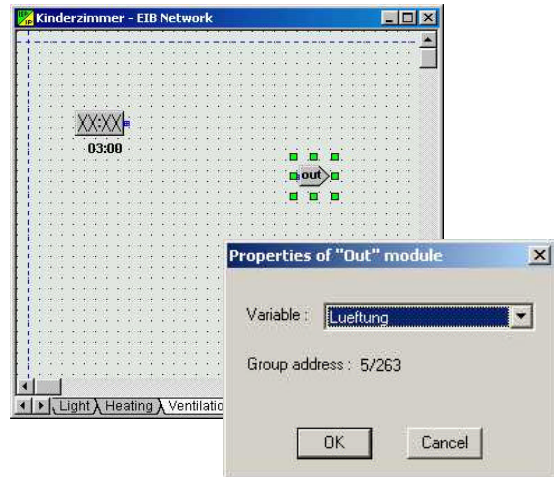 Kinderzimmer - EIB Network
XX:XX
03:00
out
Properties of "Out" module
Variable : Lueftung
Group address : 5/263
OK Cancel
Light Heating Ventilatio